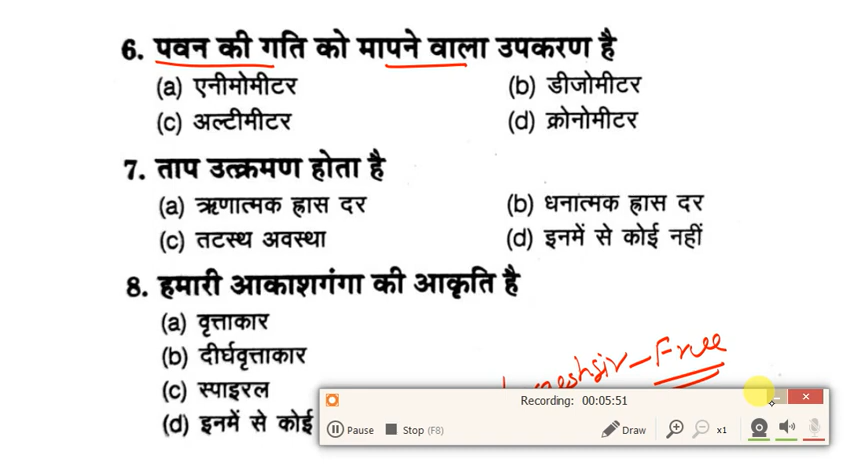 6. पवन की गति को मापने वाला उपकरण है
(a) एनीमोमीटर (b) डीजोमीटर
(c) अल्टीमीटर (d) क्रोनोमीटर
7. ताप उत्क्रमण होता है
(a) ऋणात्मक ह्रास दर (b) धनात्मक ह्रास दर
(c) तटस्थ अवस्था (d) इनमें से कोई नहीं
8. हमारी आकाशगंगा की आकृति है
(a) वृत्ताकार
(b) दीर्घवृत्ताकार
– Free
(c) स्पाइरल
(d) इनमें से कोई
Recording: 00:05:51
Pause Stop (F8) Draw x1